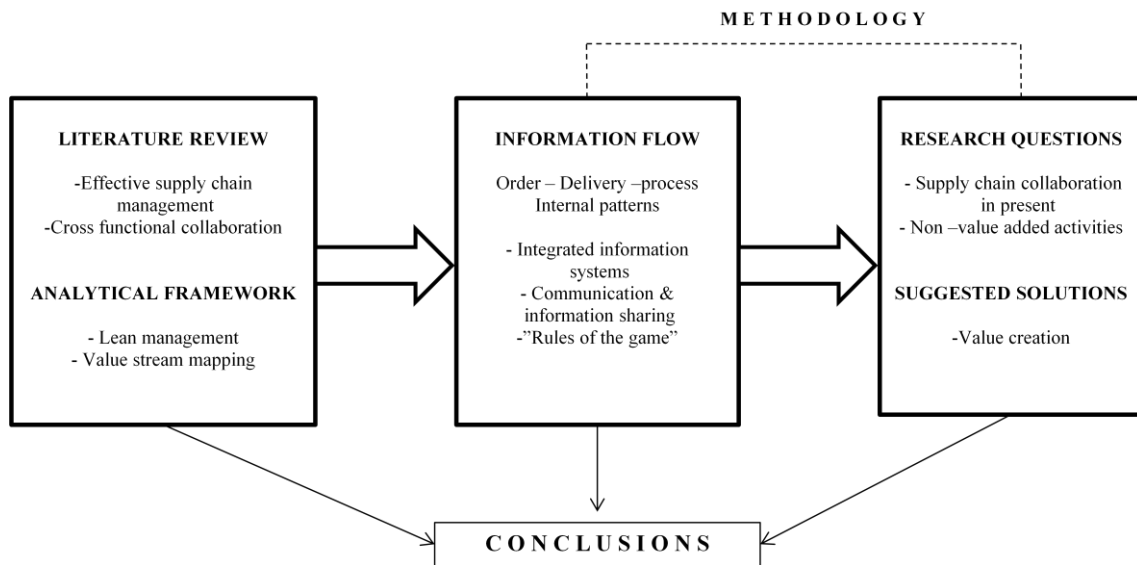 M E T H O D O L O G Y
LITERATURE REVIEW
-Effective supply chain
management
-Cross functional collaboration
ANALYTICAL FRAMEWORK
- Lean management
- Value stream mapping
INFORMATION FLOW
Order – Delivery –process
Internal patterns
- Integrated information
systems
- Communication &
information sharing
-”Rules of the game”
RESEARCH QUESTIONS
- Supply chain collaboration
in present
- Non –value added activities
SUGGESTED SOLUTIONS
-Value creation
C O N C L U S I O N S